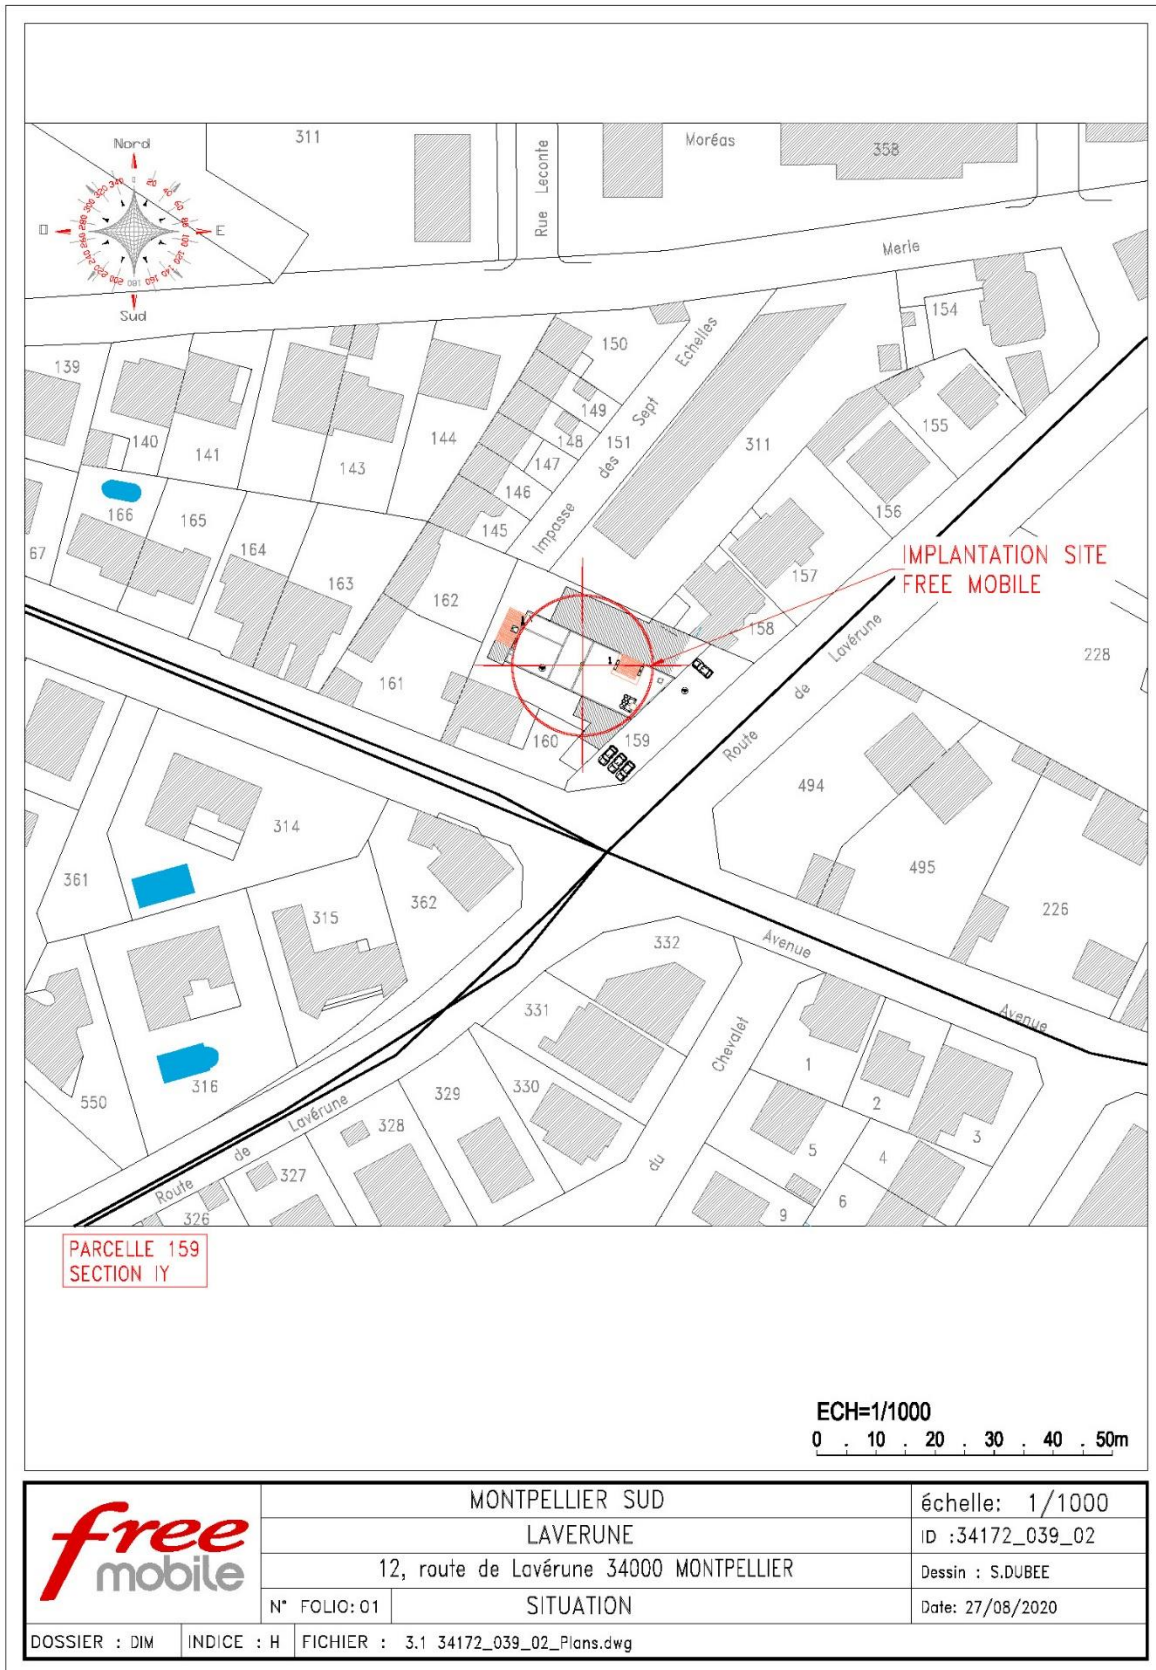 311
Moréas
358
Nord
Rue Leconte
E
Sud
Merle
139
140
141
143
144
150
149
148
147
146
145
151
Impasse
des
Sept
Echelles
311
154
155
156
157
158
166
165
164
163
162
161
160
159
67
IMPLANTATION SITE
FREE MOBILE
1
228
Route
de
Lavérune
494
495
226
314
361
315
362
316
550
332
331
330
329
328
327
326
Avenue
Avenue
Chevalet
du
1
2
3
4
5
6
9
Route
de
Lavérune
PARCELLE 159
SECTION IY
ECH=1/1000
0 . 10 . 20 . 30 . 40 . 50m
free
mobile
MONTPELLIER SUD
échelle: 1/1000
LAVERUNE
ID :34172_039_02
12, route de Lavérune 34000 MONTPELLIER
Dessin : S.DUBEE
N° FOLIO: 01
SITUATION
Date: 27/08/2020
DOSSIER : DIM
INDICE : H
FICHIER : 3.1 34172_039_02_Plans.dwg